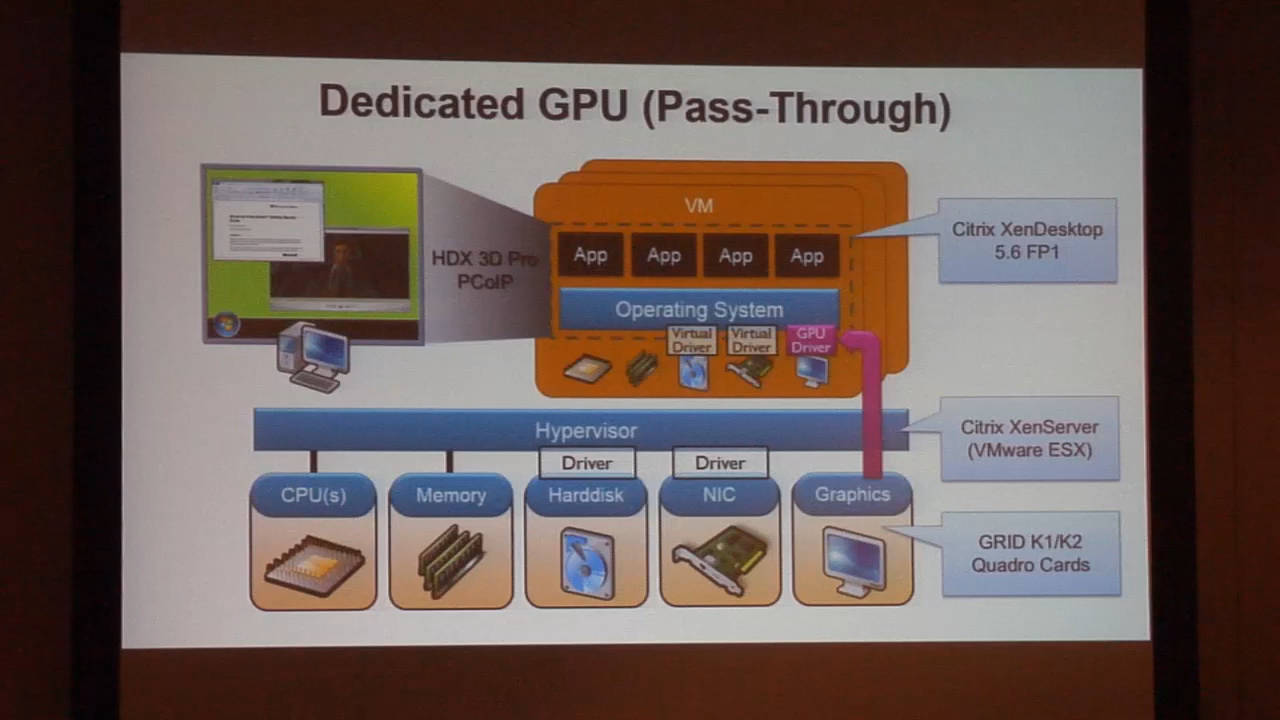 Dedicated GPU (Pass-Through)
VM
App App App App
Operating System
Virtual
Driver
Virtual
Driver
GPU
Driver
HDX 3D Pro
PCoIP
Citrix XenDesktop
5.6 FP1
Hypervisor
Citrix XenServer
(VMware ESX)
Driver Driver
CPU(s) Memory Harddisk NIC Graphics
GRID K1/K2
Quadro Cards